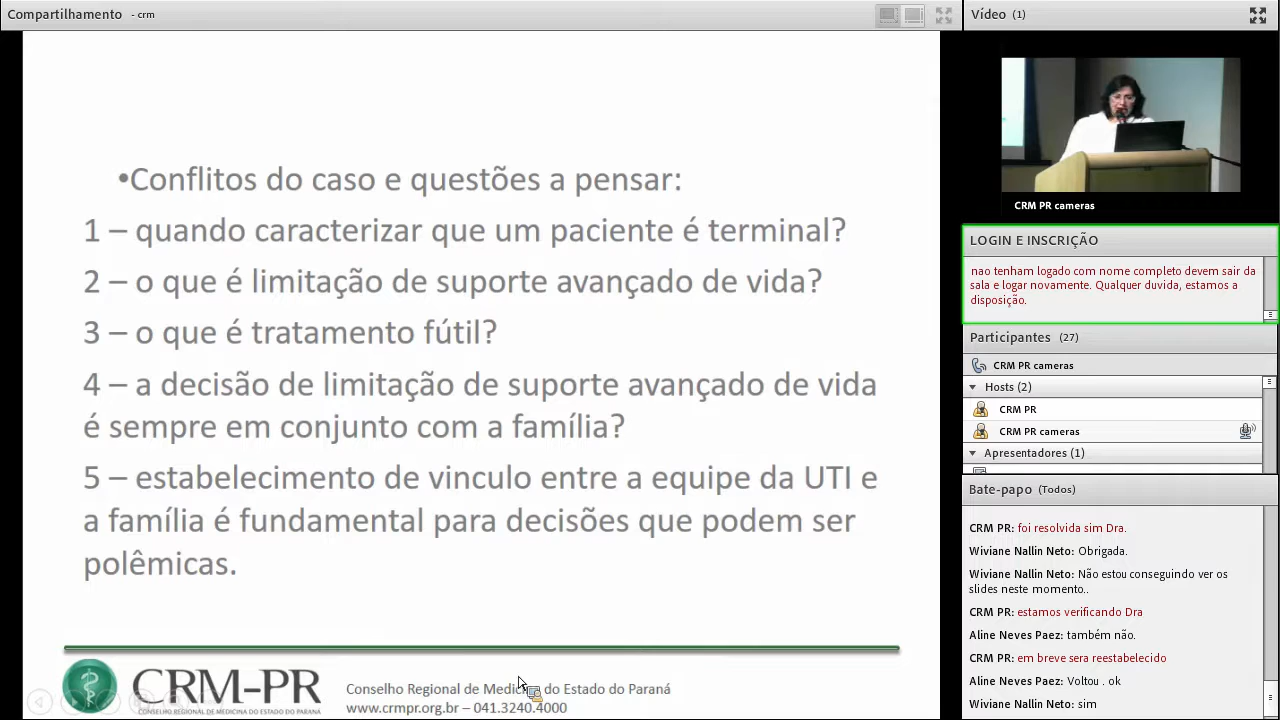 Compartilhamento - crm
•Conflitos do caso e questões a pensar:
1 – quando caracterizar que um paciente é terminal?
2 – o que é limitação de suporte avançado de vida?
3 – o que é tratamento fútil?
4 – a decisão de limitação de suporte avançado de vida
é sempre em conjunto com a família?
5 – estabelecimento de vinculo entre a equipe da UTI e
a família é fundamental para decisões que podem ser
polêmicas.
CRM-PR
CONSELHO REGIONAL DE MEDICINA DO ESTADO DO PARANÁ
Conselho Regional de Medicina do Estado do Paraná
www.crmpr.org.br – 041.3240.4000
Vídeo (1)
CRM PR cameras
LOGIN E INSCRIÇÃO
nao tenham logado com nome completo devem sair da
sala e logar novamente. Qualquer duvida, estamos a
disposição.
Participantes (27)
CRM PR cameras
Hosts (2)
CRM PR
CRM PR cameras
Apresentadores (1)
Bate-papo (Todos)
CRM PR: foi resolvida sim Dra.
Wiviane Nallin Neto: Obrigada.
Wiviane Nallin Neto: Não estou conseguindo ver os
slides neste momento..
CRM PR: estamos verificando Dra
Aline Neves Paez: também não.
CRM PR: em breve sera reestabelecido
Aline Neves Paez: Voltou . ok
Wiviane Nallin Neto: sim